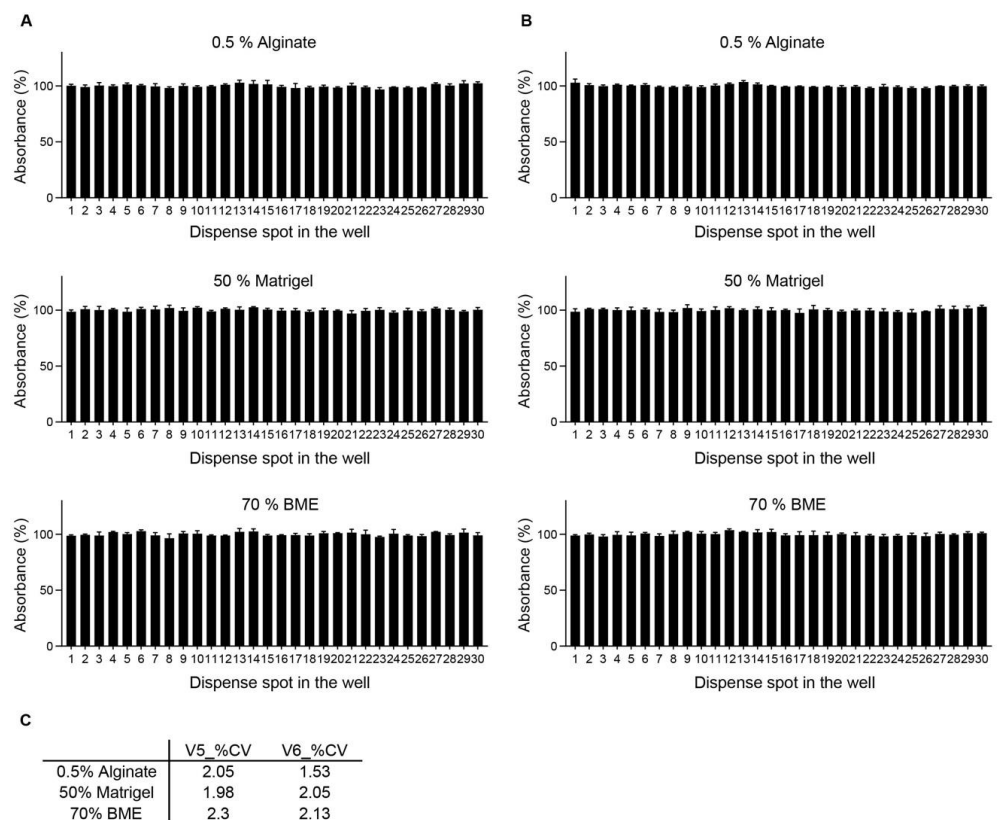 A
0.5 % Alginate
Absorbance (%)
100
50
0
1 2 3 4 5 6 7 8 9 10 11 12 13 14 15 16 17 18 19 20 21 22 23 24 25 26 27 28 29 30
Dispense spot in the well
50 % Matrigel
Absorbance (%)
100
50
0
1 2 3 4 5 6 7 8 9 10 11 12 13 14 15 16 17 18 19 20 21 22 23 24 25 26 27 28 29 30
Dispense spot in the well
70 % BME
Absorbance (%)
100
50
0
1 2 3 4 5 6 7 8 9 10 11 12 13 14 15 16 17 18 19 20 21 22 23 24 25 26 27 28 29 30
Dispense spot in the well
B
0.5 % Alginate
Absorbance (%)
100
50
0
1 2 3 4 5 6 7 8 9 10 11 12 13 14 15 16 17 18 19 20 21 22 23 24 25 26 27 28 29 30
Dispense spot in the well
50 % Matrigel
Absorbance (%)
100
50
0
1 2 3 4 5 6 7 8 9 10 11 12 13 14 15 16 17 18 19 20 21 22 23 24 25 26 27 28 29 30
Dispense spot in the well
70 % BME
Absorbance (%)
100
50
0
1 2 3 4 5 6 7 8 9 10 11 12 13 14 15 16 17 18 19 20 21 22 23 24 25 26 27 28 29 30
Dispense spot in the well
C
V5_%CV V6_%CV
0.5% Alginate 2.05 1.53
50% Matrigel 1.98 2.05
70% BME 2.3 2.13